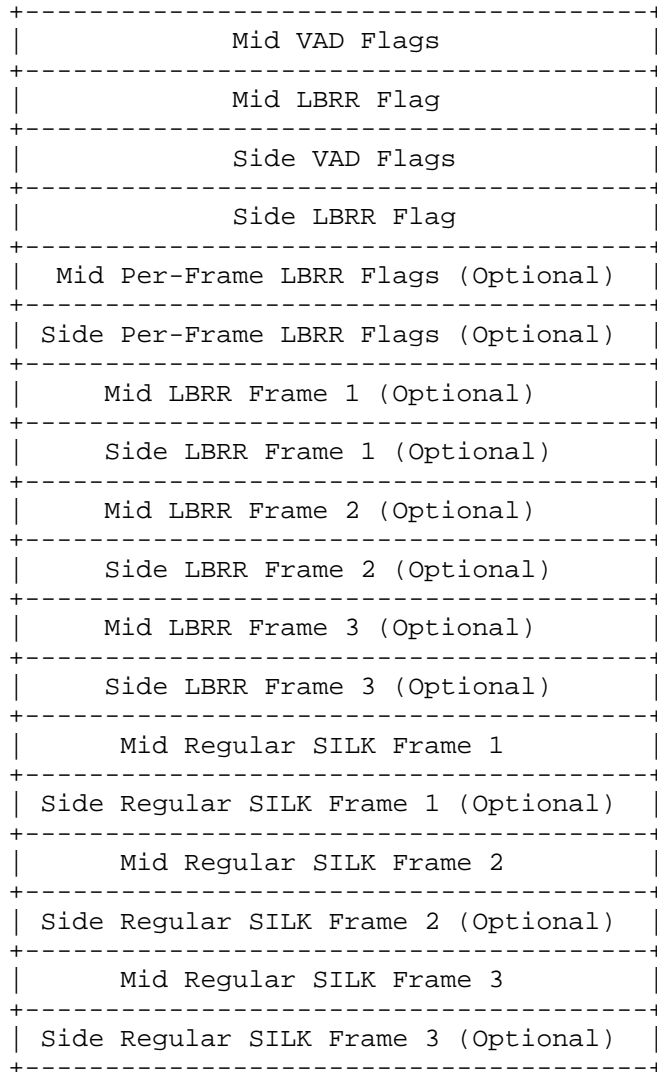 Mid VAD Flags
Mid LBRR Flag
Side VAD Flags
Side LBRR Flag
Mid Per-Frame LBRR Flags (Optional)
Side Per-Frame LBRR Flags (Optional)
Mid LBRR Frame 1 (Optional)
Side LBRR Frame 1 (Optional)
Mid LBRR Frame 2 (Optional)
Side LBRR Frame 2 (Optional)
Mid LBRR Frame 3 (Optional)
Side LBRR Frame 3 (Optional)
Mid Regular SILK Frame 1
Side Regular SILK Frame 1 (Optional)
Mid Regular SILK Frame 2
Side Regular SILK Frame 2 (Optional)
Mid Regular SILK Frame 3
Side Regular SILK Frame 3 (Optional)